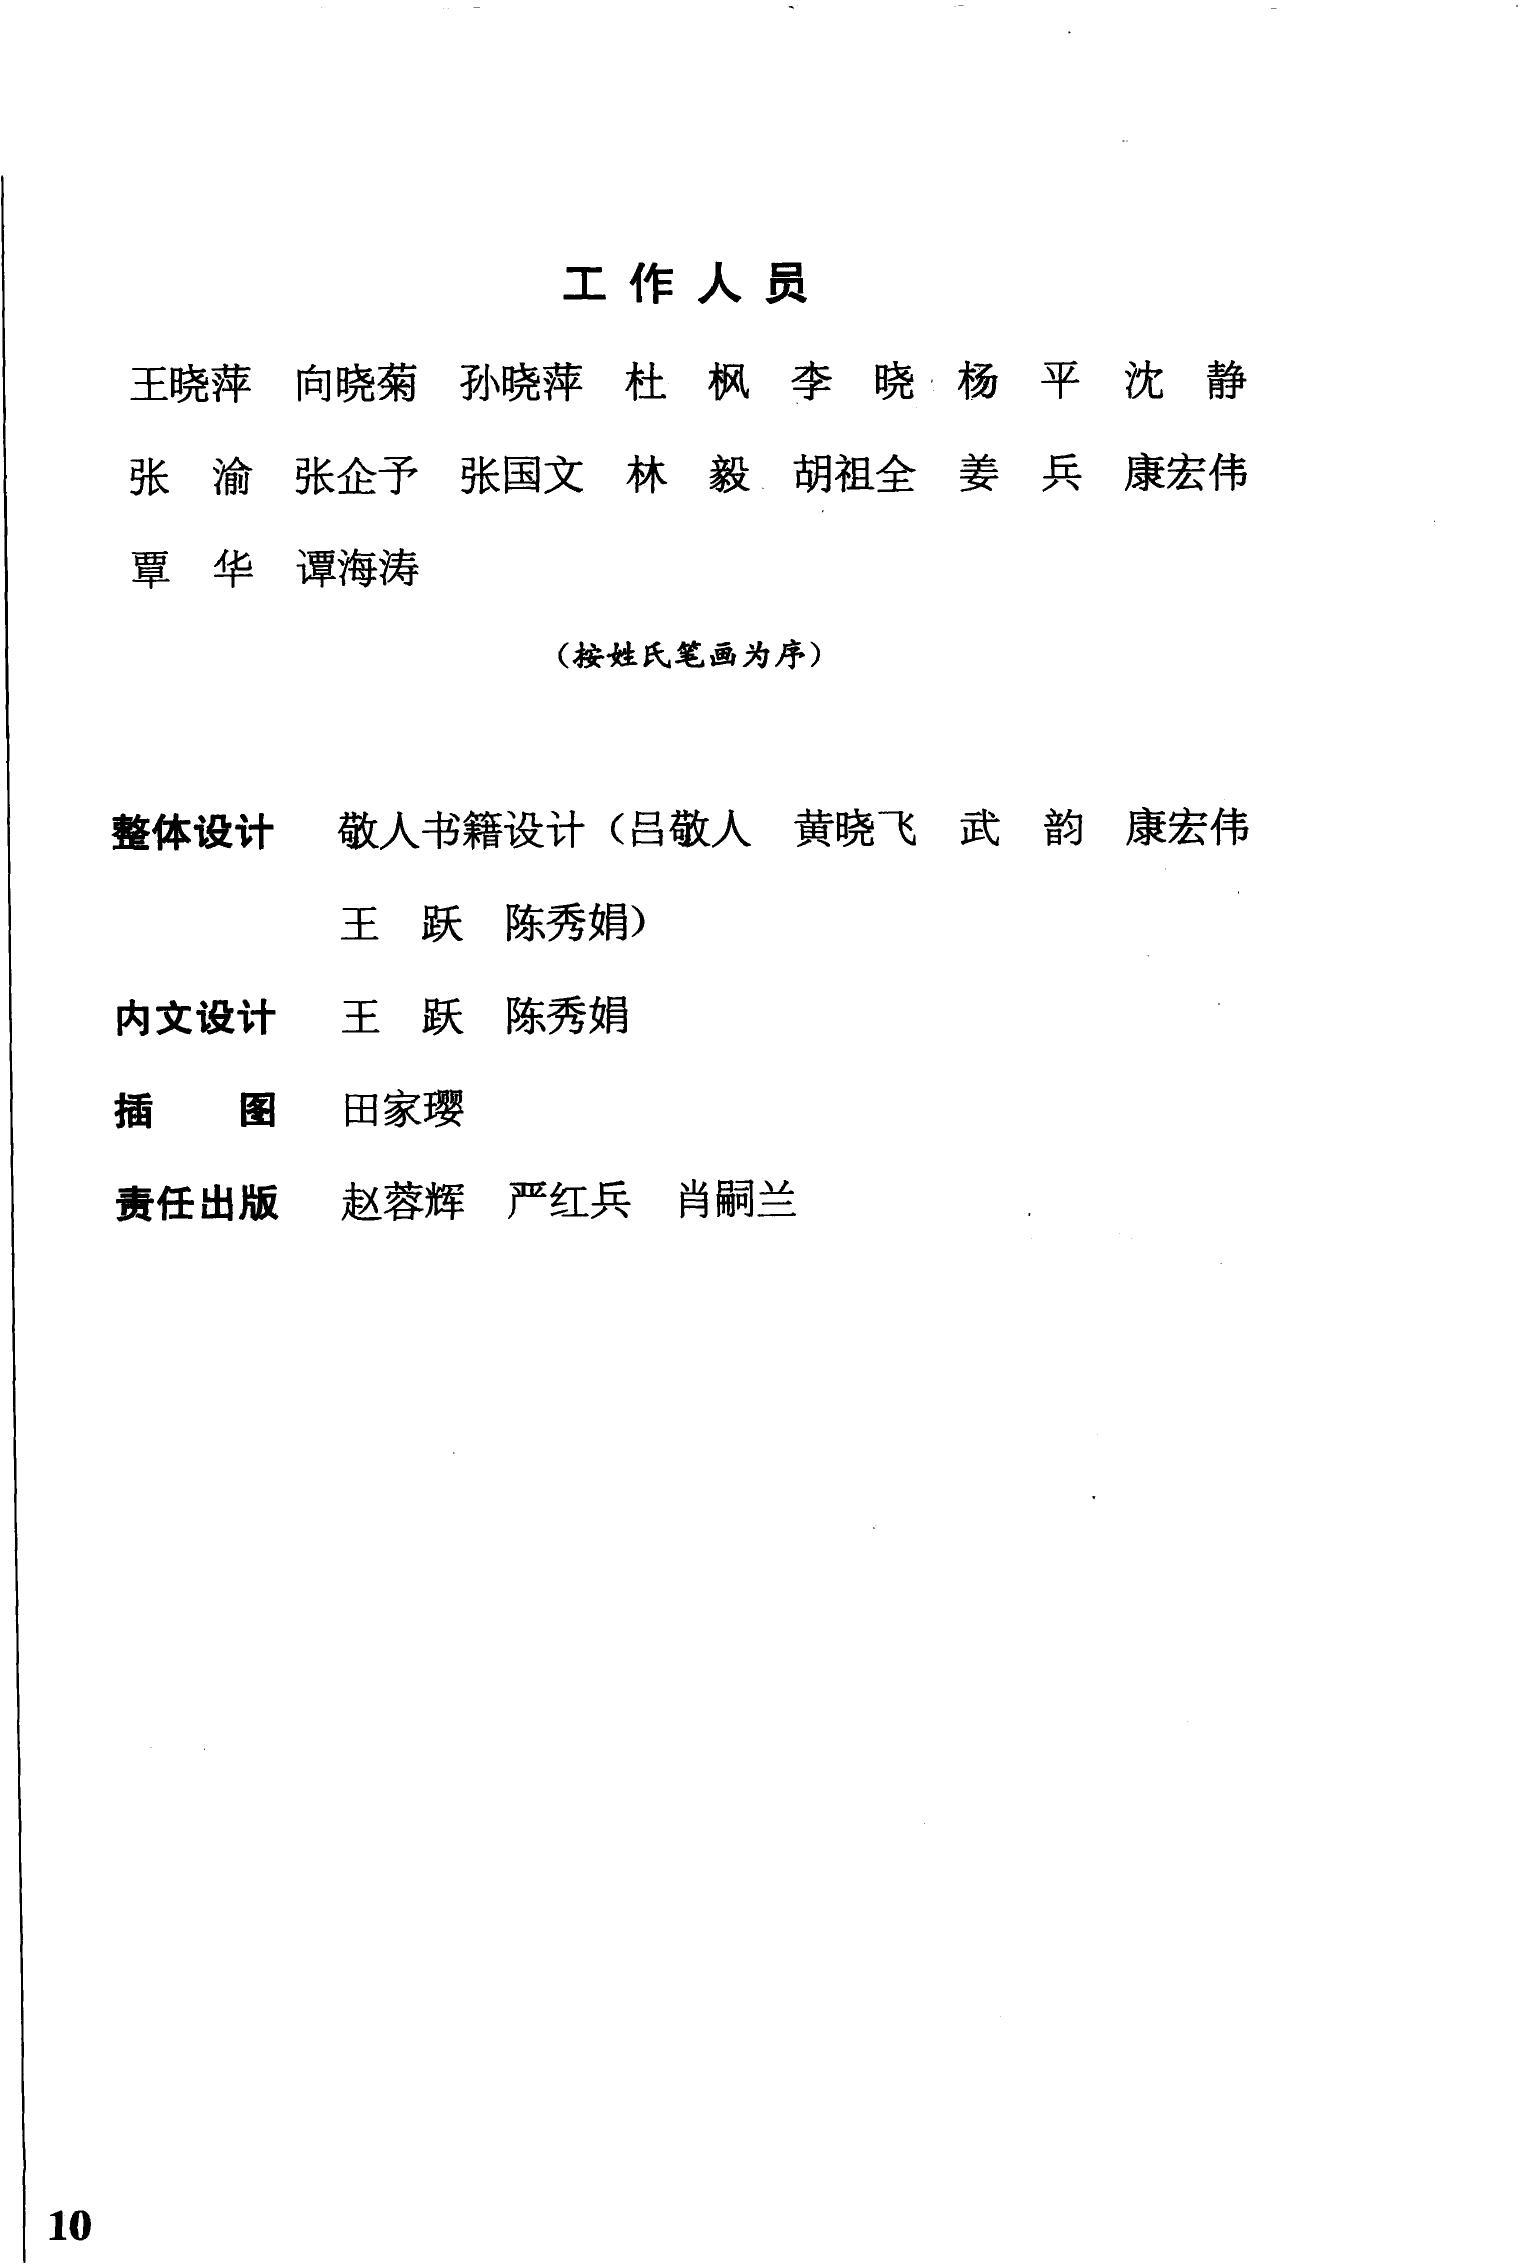 工作人员
王晓萍 向晓菊 孙晓萍 杜 枫 李 晓 杨 平 沈 静
张 渝 张企予 张国文 林 毅 胡祖全 姜 兵 康宏伟
覃 华 谭海涛
（按姓氏笔画为序）
整体设计 敬人书籍设计（吕敬人 黄晓飞 武 韵 康宏伟
王 跃 陈秀娟）
内文设计 王 跃 陈秀娟
插 图 田家璎
责任出版 赵蓉辉 严红兵 肖嗣兰
10